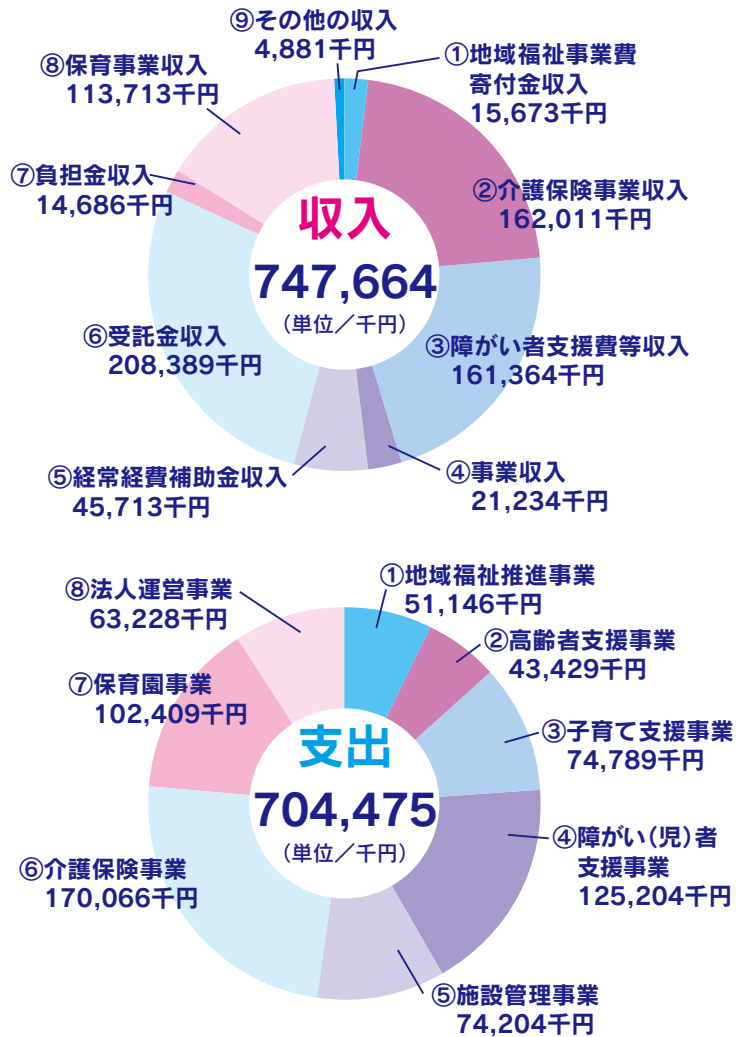 ⑨その他の収入
4,881千円
①地域福祉事業費
寄付金収入
15,673千円
⑧保育事業収入
113,713千円
⑦負担金収入
14,686千円
②介護保険事業収入
162,011千円
収入
747,664
（単位／千円）
⑥受託金収入
208,389千円
③障がい者支援費等収入
161,364千円
⑤経常経費補助金収入
45,713千円
④事業収入
21,234千円
①地域福祉推進事業
51,146千円
⑧法人運営事業
63,228千円
②高齢者支援事業
43,429千円
⑦保育園事業
102,409千円
③子育て支援事業
74,789千円
支出
704,475
（単位／千円）
④障がい（児）者
支援事業
125,204千円
⑥介護保険事業
170,066千円
⑤施設管理事業
74,204千円